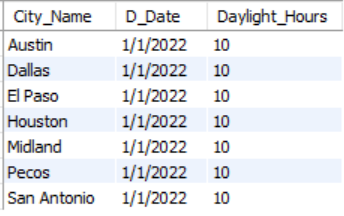 City_Name D_Date Daylight_Hours
Austin 1/1/2022 10
Dallas 1/1/2022 10
El Paso 1/1/2022 10
Houston 1/1/2022 10
Midland 1/1/2022 10
Pecos 1/1/2022 10
San Antonio 1/1/2022 10